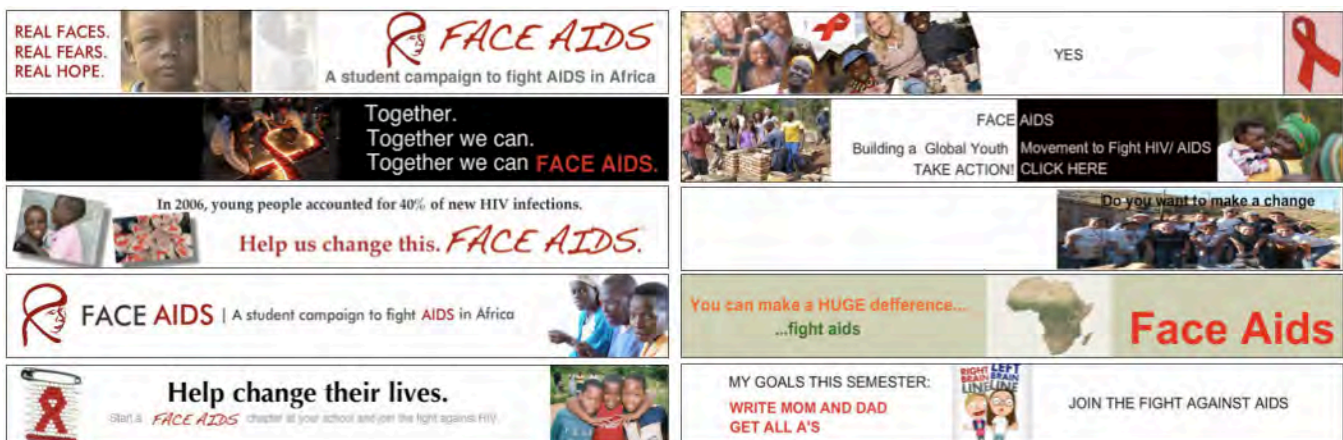 REAL FACES.
REAL FEARS.
REAL HOPE.
FACE AIDS
A student campaign to fight AIDS in Africa
Together.
Together we can.
Together we can FACE AIDS.
In 2006, young people accounted for 40% of new HIV infections.
Help us change this. FACE AIDS.
FACE AIDS | A student campaign to fight AIDS in Africa
Help change their lives.
Start a FACE AIDS chapter at your school and join the fight against HIV.
YES
FACE AIDS
Building a Global Youth Movement to Fight HIV/ AIDS
TAKE ACTION! CLICK HERE
Do you want to make a change
You can make a HUGE defference...
...fight aids
Face Aids
MY GOALS THIS SEMESTER:
WRITE MOM AND DAD
GET ALL A'S
RIGHT LEFT
BRAIN BRAIN
LINE LINE
JOIN THE FIGHT AGAINST AIDS